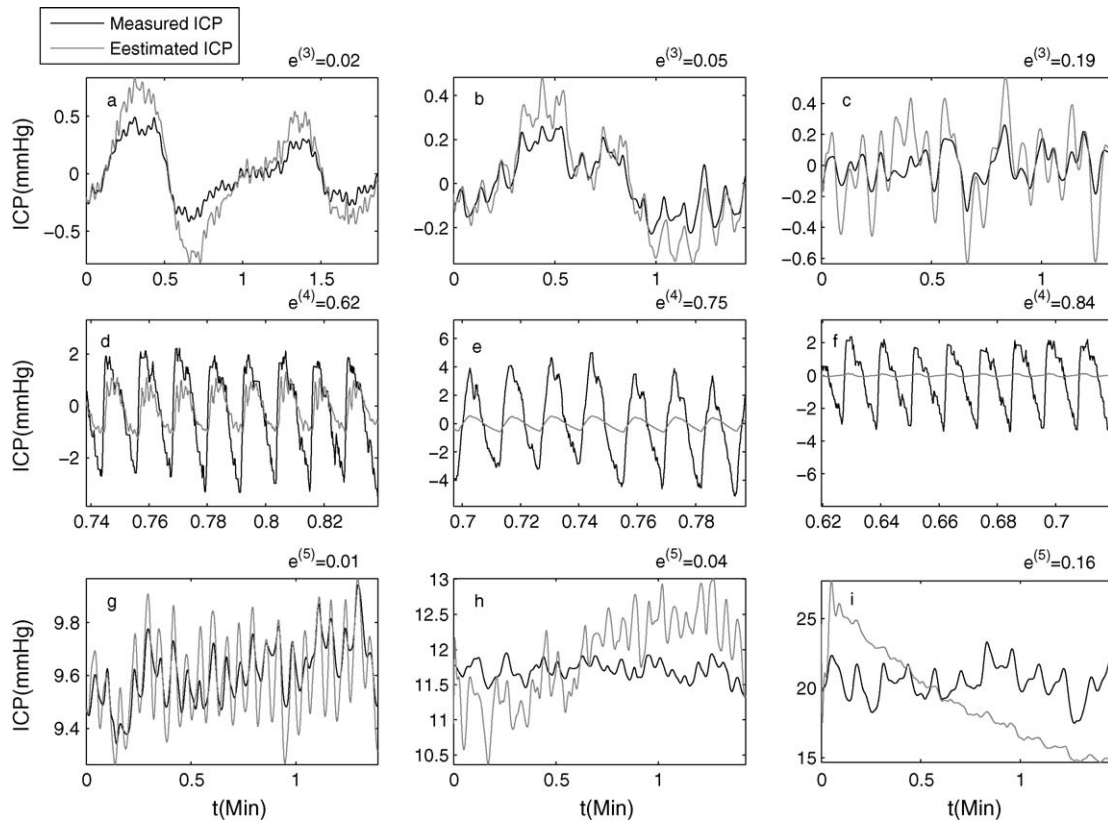 Measured ICP
Eestimated ICP
e(3)=0.02
e(3)=0.05
e(3)=0.19
a
b
c
ICP(mmHg)
0.5
0
−0.5
0.4
0.2
0
−0.2
0.4
0.2
0
−0.2
−0.4
−0.6
0 0.5 1 1.5
0 0.5 1
0 0.5 1
e(4)=0.62
e(4)=0.75
e(4)=0.84
d
e
f
ICP(mmHg)
2
0
−2
6
4
2
0
−2
−4
2
0
−2
−4
−6
0.74 0.76 0.78 0.8 0.82
0.7 0.72 0.74 0.76 0.78
0.62 0.64 0.66 0.68 0.7
e(5)=0.01
e(5)=0.04
e(5)=0.16
g
h
i
ICP(mmHg)
9.8
9.6
9.4
13
12.5
12
11.5
11
10.5
25
20
15
0 0.5 1
0 0.5 1
0 0.5 1
t(Min)
t(Min)
t(Min)